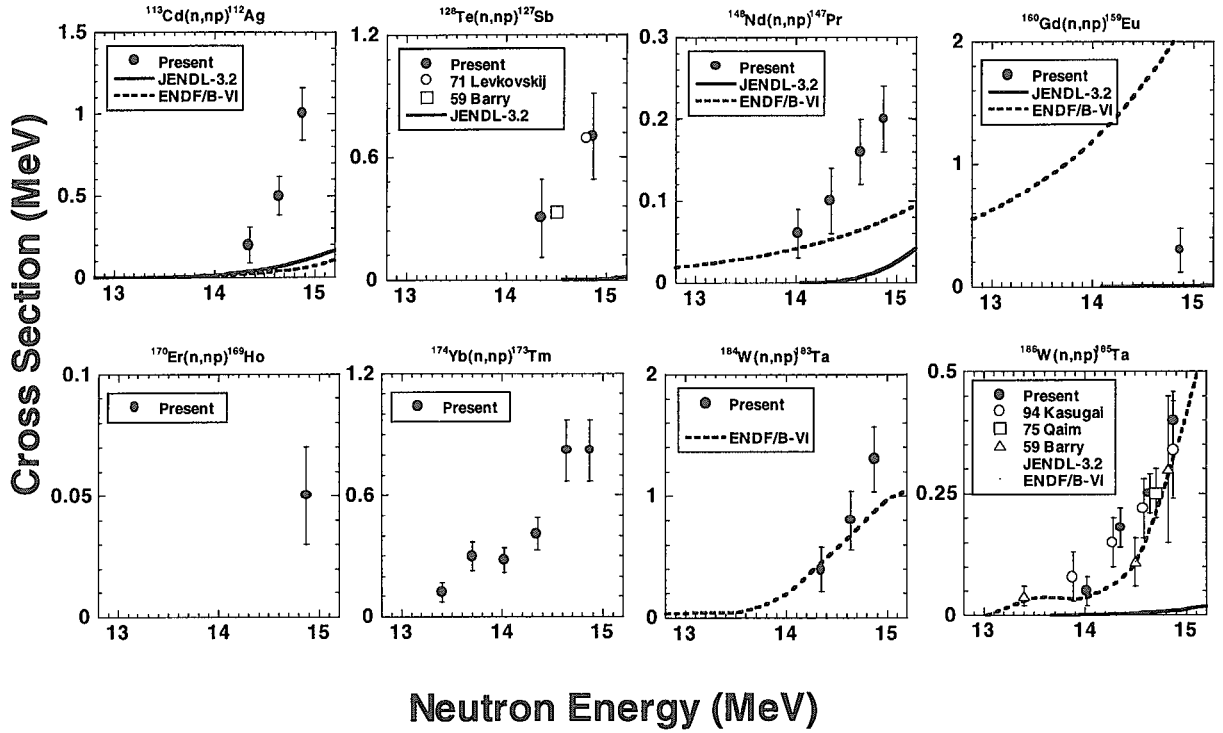 ¹¹³Cd(n,np)¹¹²Ag
1.5
1
0.5
0
13
14
15
Present
JENDL-3.2
ENDF/B-VI
¹²⁸Te(n,np)¹²⁷Sb
1.2
0.6
0
13
14
15
Present
71 Levkovskij
59 Barry
JENDL-3.2
¹⁴⁸Nd(n,np)¹⁴⁷Pr
0.3
0.2
0.1
0
13
14
15
Present
JENDL-3.2
ENDF/B-VI
¹⁶⁰Gd(n,np)¹⁵⁹Eu
2
1
0
13
14
15
Present
JENDL-3.2
ENDF/B-VI
Cross Section (MeV)
¹⁷⁰Er(n,np)¹⁶⁹Ho
0.1
0.05
0
13
14
15
Present
¹⁷⁴Yb(n,np)¹⁷³Tm
1.2
0.6
0
13
14
15
Present
¹⁸⁴W(n,np)¹⁸³Ta
2
1
0
13
14
15
Present
ENDF/B-VI
¹⁸⁶W(n,np)¹⁸⁵Ta
0.5
0.25
0
13
14
15
Present
94 Kasugai
75 Qaim
59 Barry
JENDL-3.2
ENDF/B-VI
Neutron Energy (MeV)